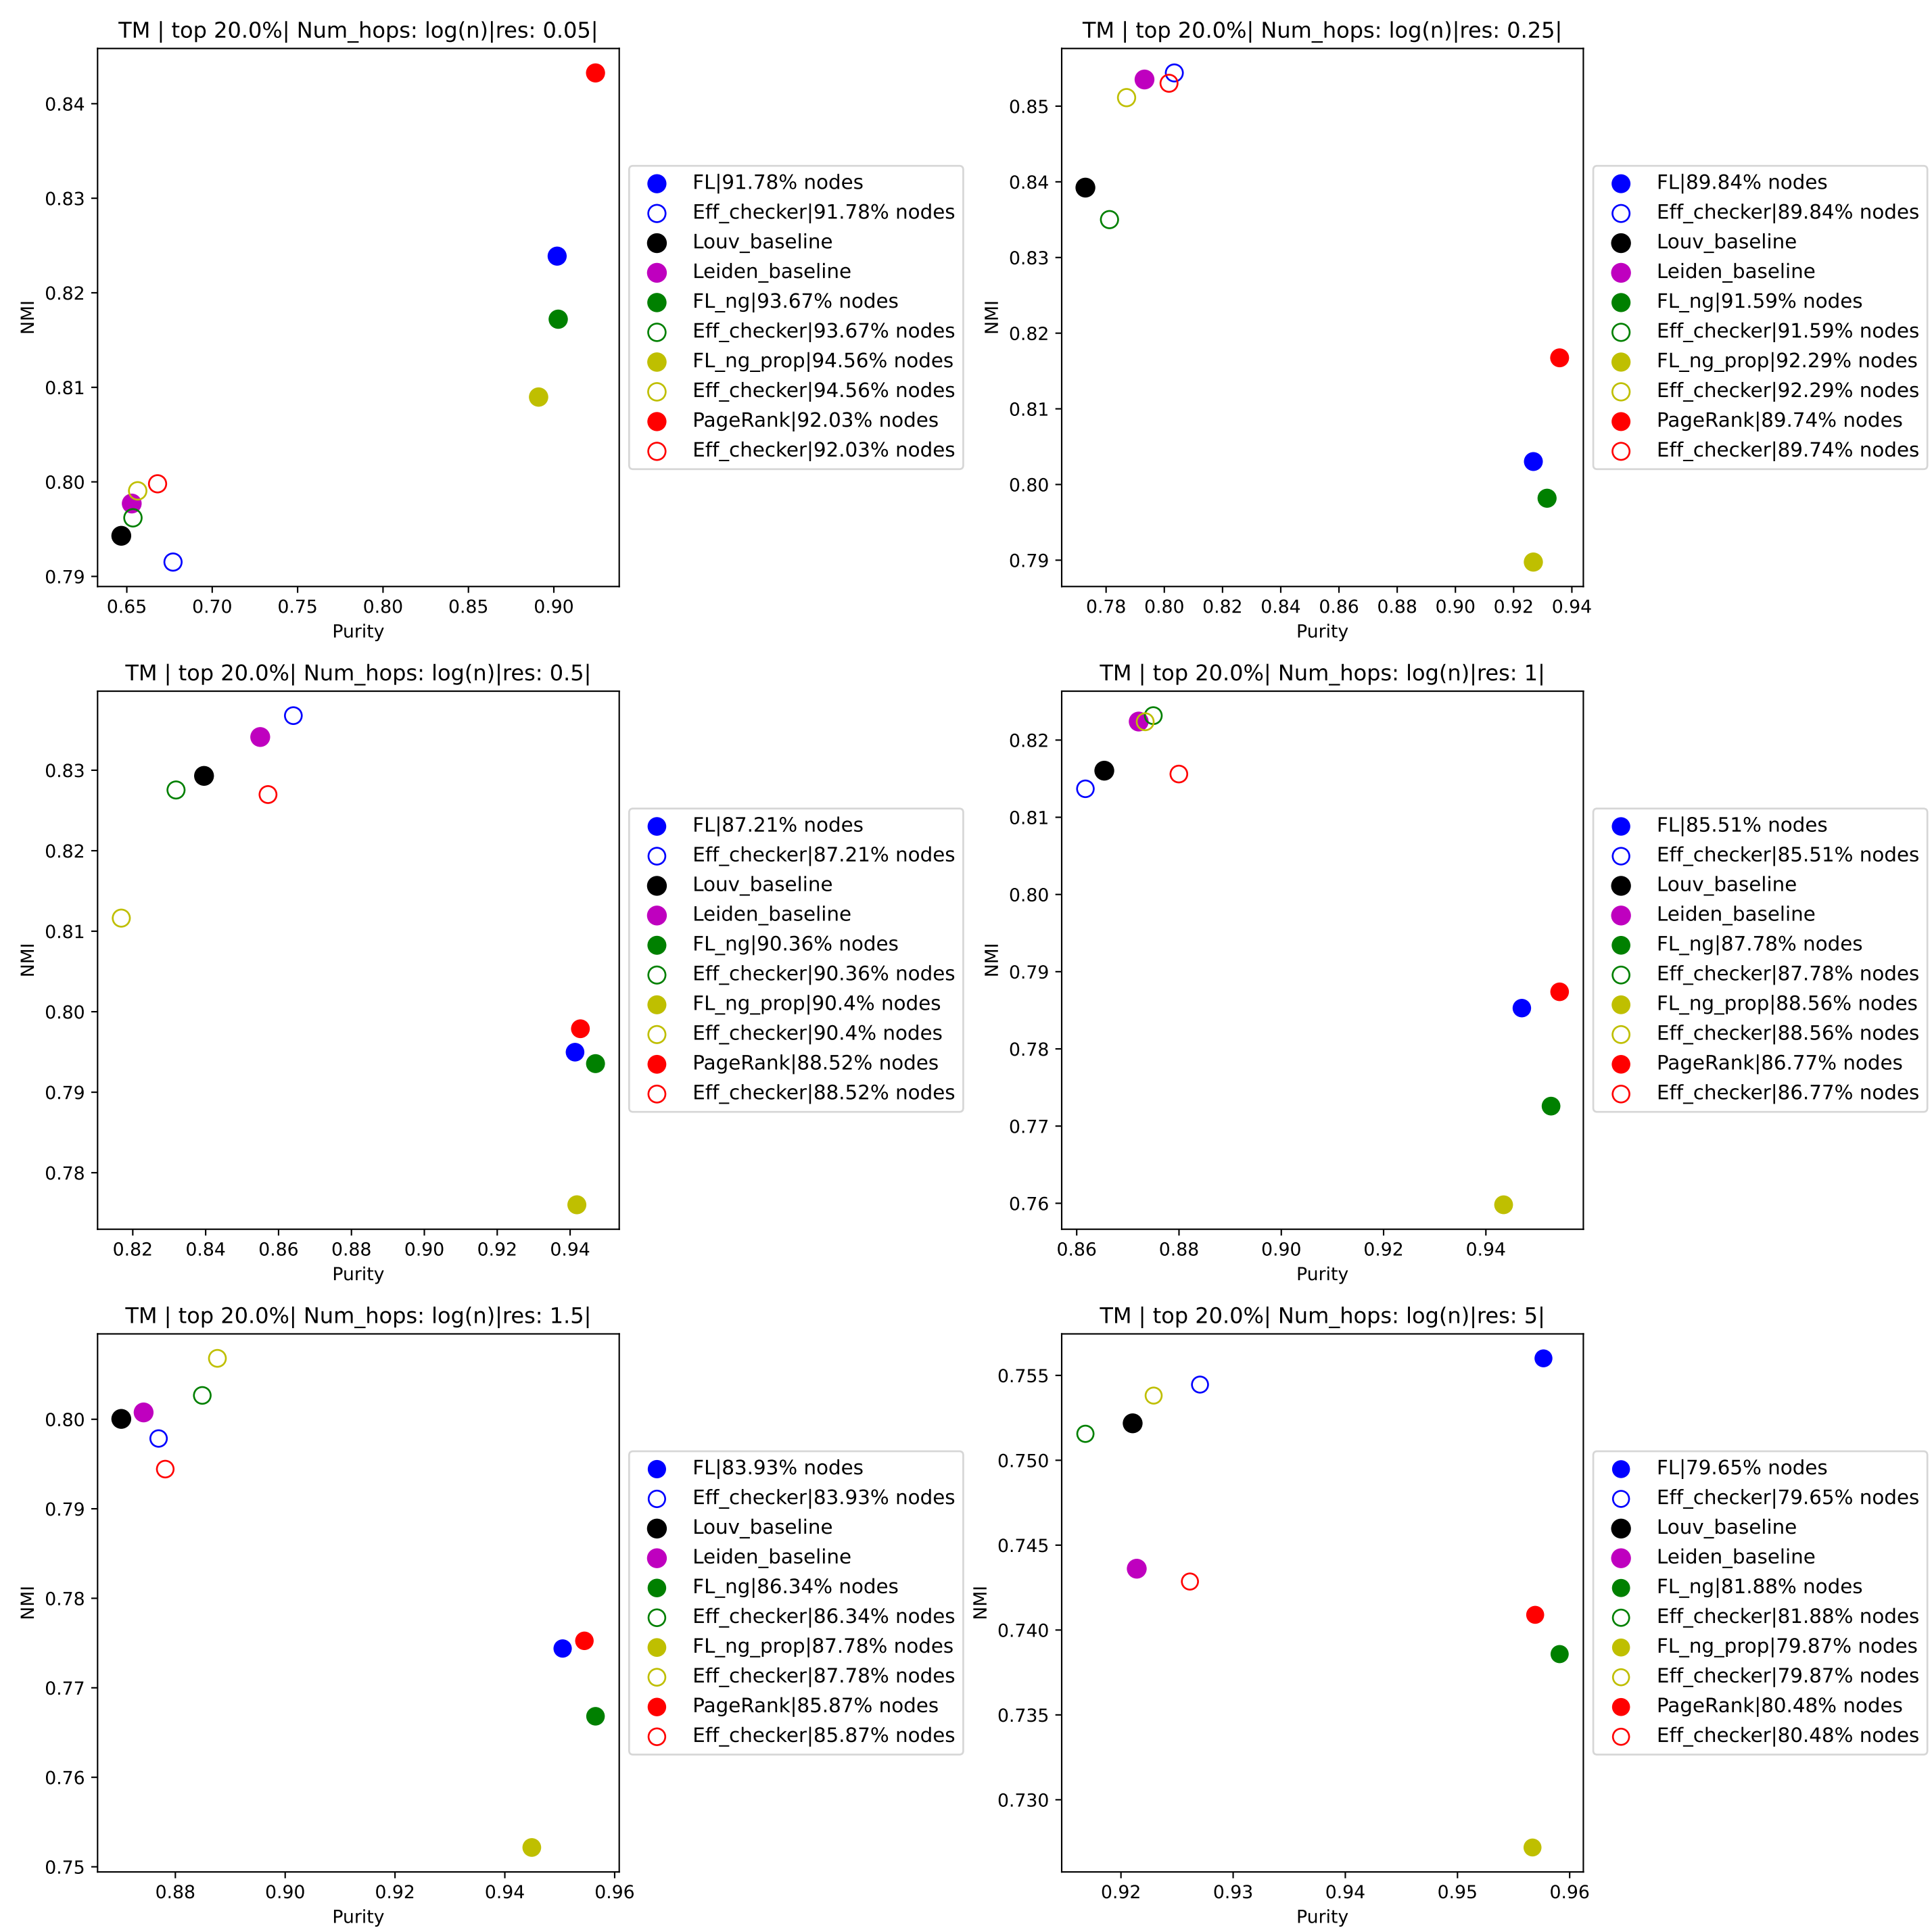 TM | top 20.0%| Num_hops: log(n)|res: 0.05|
NMI
0.84
0.83
0.82
0.81
0.80
0.79
0.65 0.70 0.75 0.80 0.85 0.90
Purity
FL|91.78% nodes
Eff_checker|91.78% nodes
Louv_baseline
Leiden_baseline
FL_ng|93.67% nodes
Eff_checker|93.67% nodes
FL_ng_prop|94.56% nodes
Eff_checker|94.56% nodes
PageRank|92.03% nodes
Eff_checker|92.03% nodes
TM | top 20.0%| Num_hops: log(n)|res: 0.25|
NMI
0.85
0.84
0.83
0.82
0.81
0.80
0.79
0.78 0.80 0.82 0.84 0.86 0.88 0.90 0.92 0.94
Purity
FL|89.84% nodes
Eff_checker|89.84% nodes
Louv_baseline
Leiden_baseline
FL_ng|91.59% nodes
Eff_checker|91.59% nodes
FL_ng_prop|92.29% nodes
Eff_checker|92.29% nodes
PageRank|89.74% nodes
Eff_checker|89.74% nodes
TM | top 20.0%| Num_hops: log(n)|res: 0.5|
NMI
0.83
0.82
0.81
0.80
0.79
0.78
0.82 0.84 0.86 0.88 0.90 0.92 0.94
Purity
FL|87.21% nodes
Eff_checker|87.21% nodes
Louv_baseline
Leiden_baseline
FL_ng|90.36% nodes
Eff_checker|90.36% nodes
FL_ng_prop|90.4% nodes
Eff_checker|90.4% nodes
PageRank|88.52% nodes
Eff_checker|88.52% nodes
TM | top 20.0%| Num_hops: log(n)|res: 1|
NMI
0.82
0.81
0.80
0.79
0.78
0.77
0.76
0.86 0.88 0.90 0.92 0.94
Purity
FL|85.51% nodes
Eff_checker|85.51% nodes
Louv_baseline
Leiden_baseline
FL_ng|87.78% nodes
Eff_checker|87.78% nodes
FL_ng_prop|88.56% nodes
Eff_checker|88.56% nodes
PageRank|86.77% nodes
Eff_checker|86.77% nodes
TM | top 20.0%| Num_hops: log(n)|res: 1.5|
NMI
0.80
0.79
0.78
0.77
0.76
0.75
0.88 0.90 0.92 0.94 0.96
Purity
FL|83.93% nodes
Eff_checker|83.93% nodes
Louv_baseline
Leiden_baseline
FL_ng|86.34% nodes
Eff_checker|86.34% nodes
FL_ng_prop|87.78% nodes
Eff_checker|87.78% nodes
PageRank|85.87% nodes
Eff_checker|85.87% nodes
TM | top 20.0%| Num_hops: log(n)|res: 5|
NMI
0.755
0.750
0.745
0.740
0.735
0.730
0.92 0.93 0.94 0.95 0.96
Purity
FL|79.65% nodes
Eff_checker|79.65% nodes
Louv_baseline
Leiden_baseline
FL_ng|81.88% nodes
Eff_checker|81.88% nodes
FL_ng_prop|79.87% nodes
Eff_checker|79.87% nodes
PageRank|80.48% nodes
Eff_checker|80.48% nodes